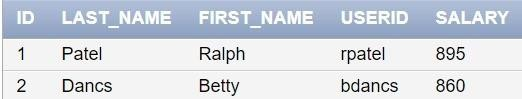 ID LAST_NAME FIRST_NAME USERID SALARY
1 Patel Ralph rpatel 895
2 Dancs Betty bdancs 860